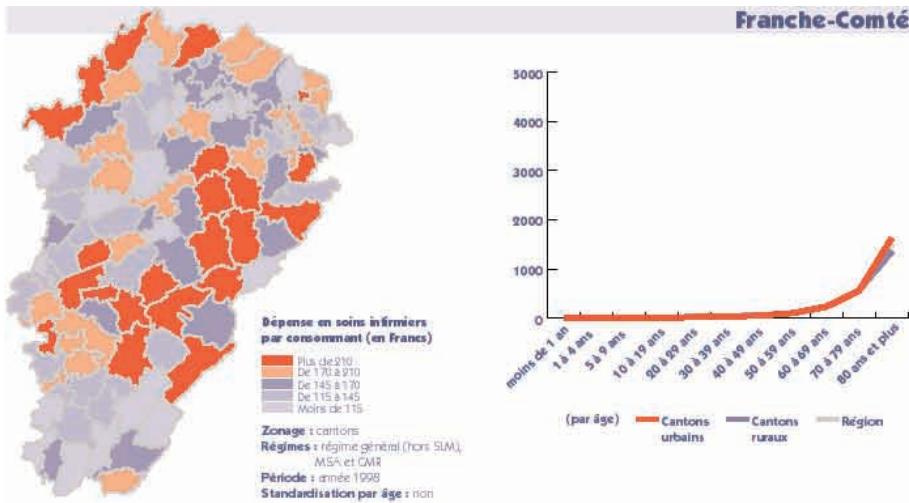 Franche-Comté
Dépense en soins infirmiers
par consommant (en Francs)
Plus de 210
De 170 à 210
De 145 à 170
De 115 à 145
Moins de 115
Zonage : cantons
Régimes : régime général (hors SLM),
MSA et CMR
Période : année 1998
Standardisation par âge : non
5000
4000
3000
2000
1000
0
moins de 1 an
1 à 4 ans
5 à 9 ans
10 à 19 ans
20 à 29 ans
30 à 39 ans
40 à 49 ans
50 à 59 ans
60 à 69 ans
70 à 79 ans
80 ans et plus
(par âge)
Cantons urbains
Cantons ruraux
Région